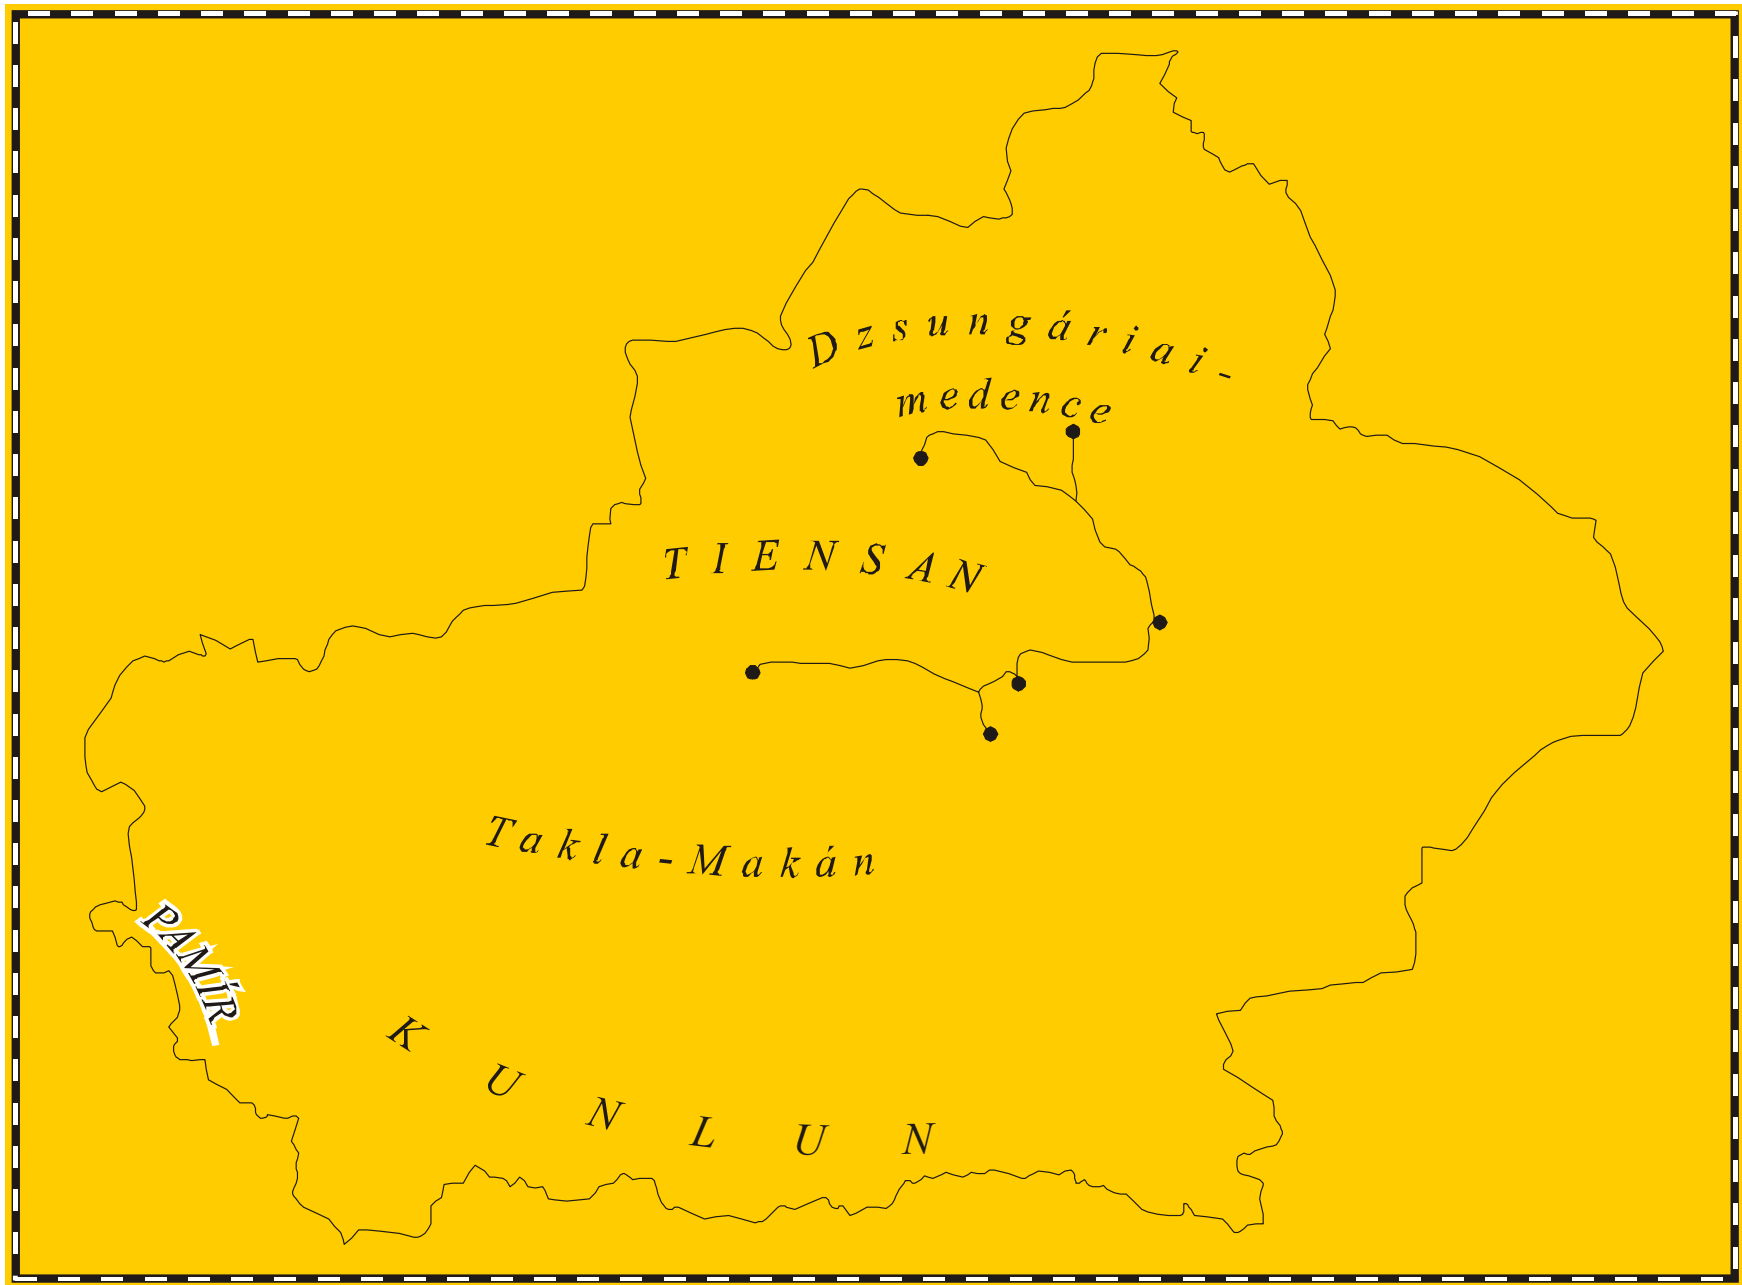 Dzsungáriai-
medence
TIENSAN
Takla-Makán
PAMÍR
KUNLUN